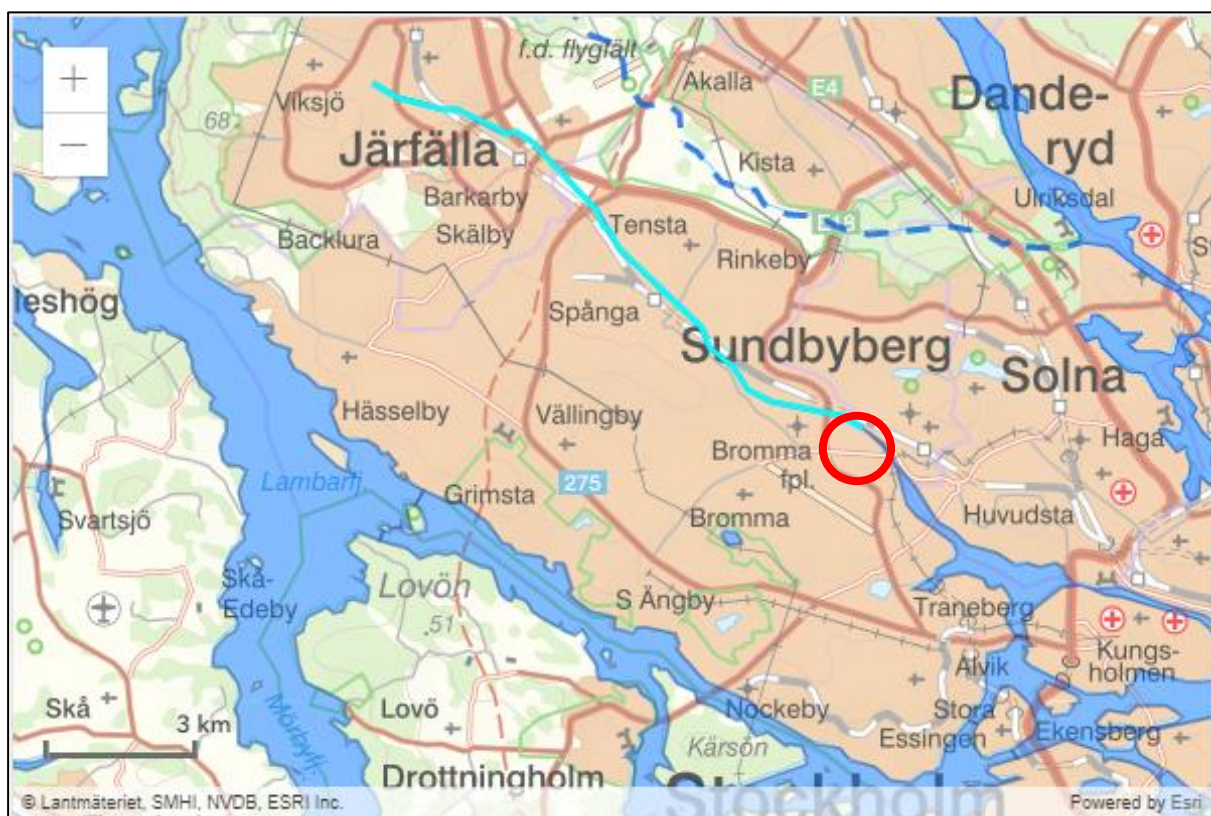 +
f.d. flygfält
Akalla
E4
Dande-
ryd
Viksjö
68
Järfälla
Kista
Ulriksdal
Barkarby
Tensta
E18
Backlura
Skälby
Rinkeby
leshög
Spånga
Sundbyberg
Solna
Hässelby
Vällingby
Haga
Bromma
fpl.
275
Lambarfj.
Grimsta
Svartsjö
Bromma
Huvudsta
Skå-
Edeby
Lovön
51
S Ängby
Traneberg
Kungs-
holmen
Alvik
Skå
3 km
Mörbyfj.
Lovö
Nockeby
Stora
Essingen
Ekensberg
Kärsön
Drottningholm
Stockholm
© Lantmäteriet, SMHI, NVDB, ESRI Inc.
Powered by Esri